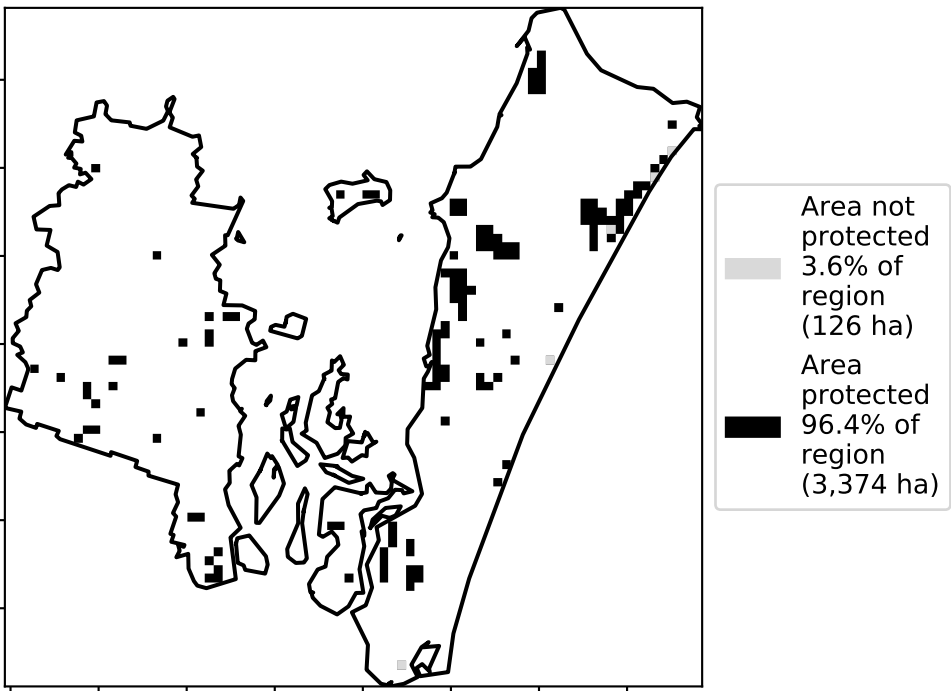 Area not
protected
3.6% of
region
(126 ha)
Area
protected
96.4% of
region
(3,374 ha)